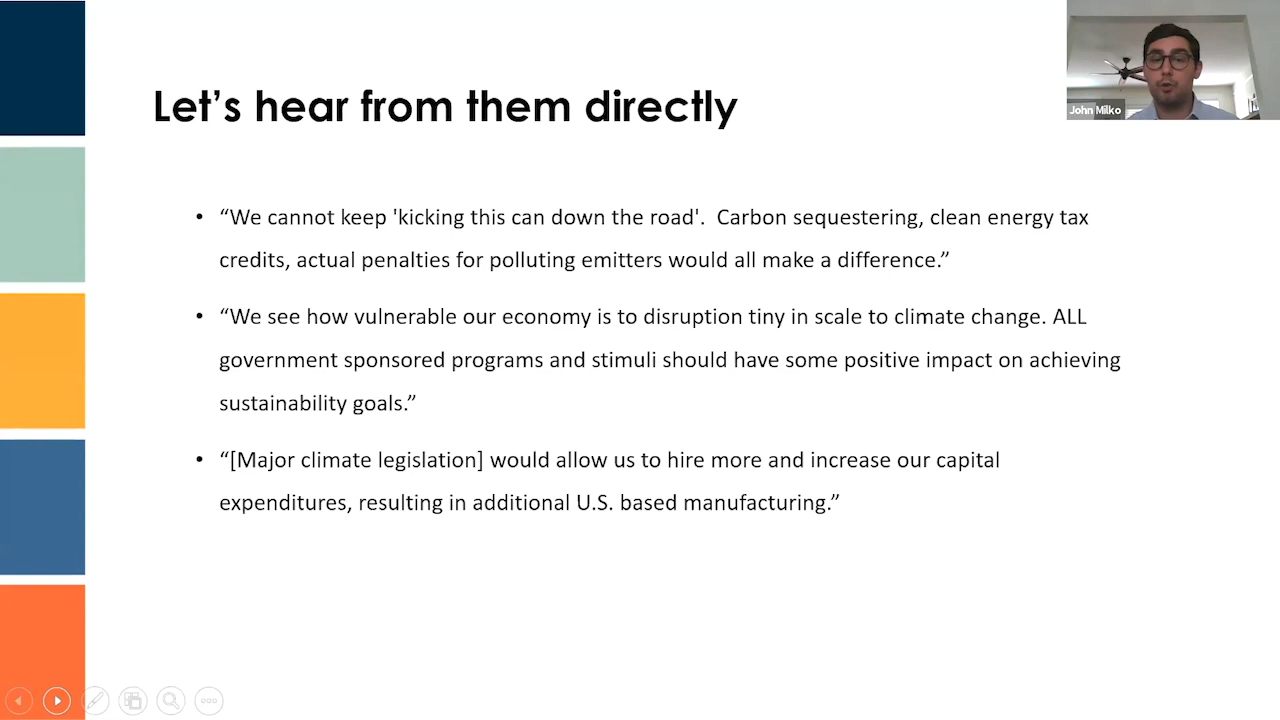 Let’s hear from them directly
John Milko
• “We cannot keep 'kicking this can down the road'.  Carbon sequestering, clean energy tax
credits, actual penalties for polluting emitters would all make a difference.”
• “We see how vulnerable our economy is to disruption tiny in scale to climate change. ALL
government sponsored programs and stimuli should have some positive impact on achieving
sustainability goals.”
• “[Major climate legislation] would allow us to hire more and increase our capital
expenditures, resulting in additional U.S. based manufacturing.”